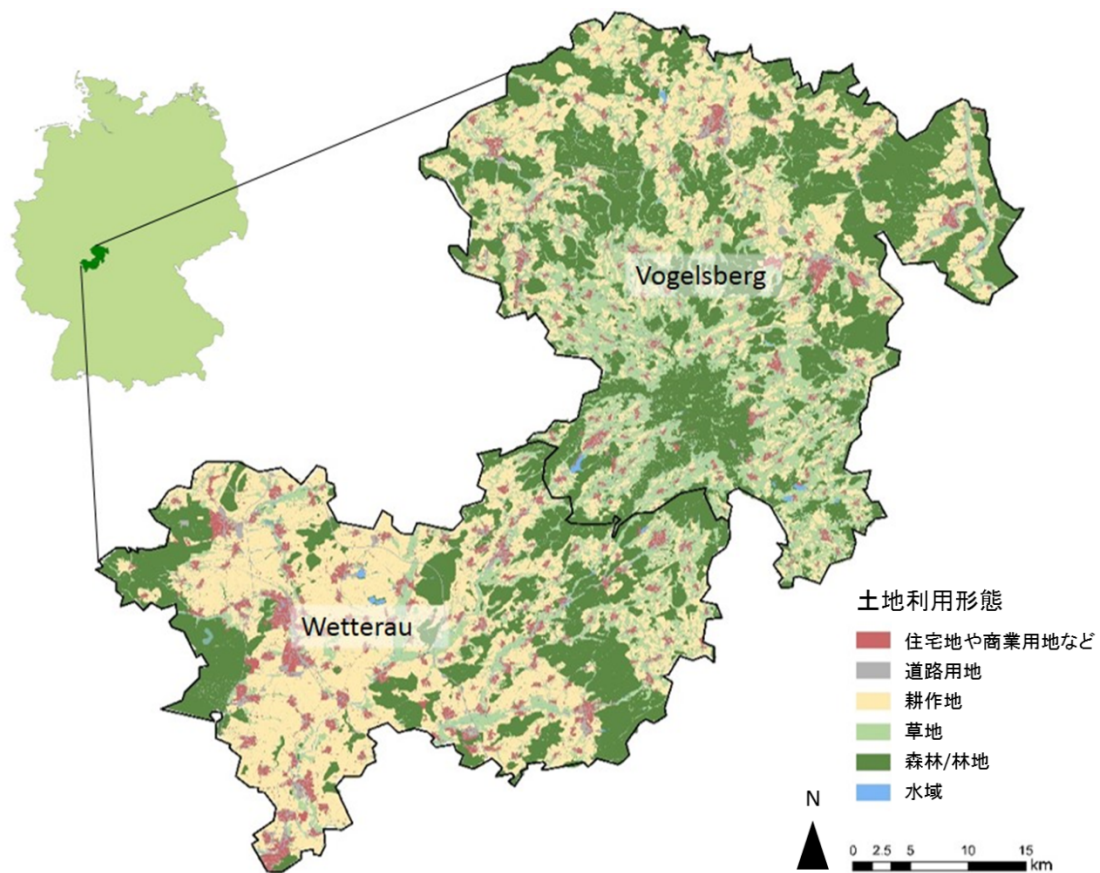 Vogelsberg
Wetterau
土地利用形態
住宅地や商業用地など
道路用地
耕作地
草地
森林/林地
水域
N
0 2.5 5 10 15
km